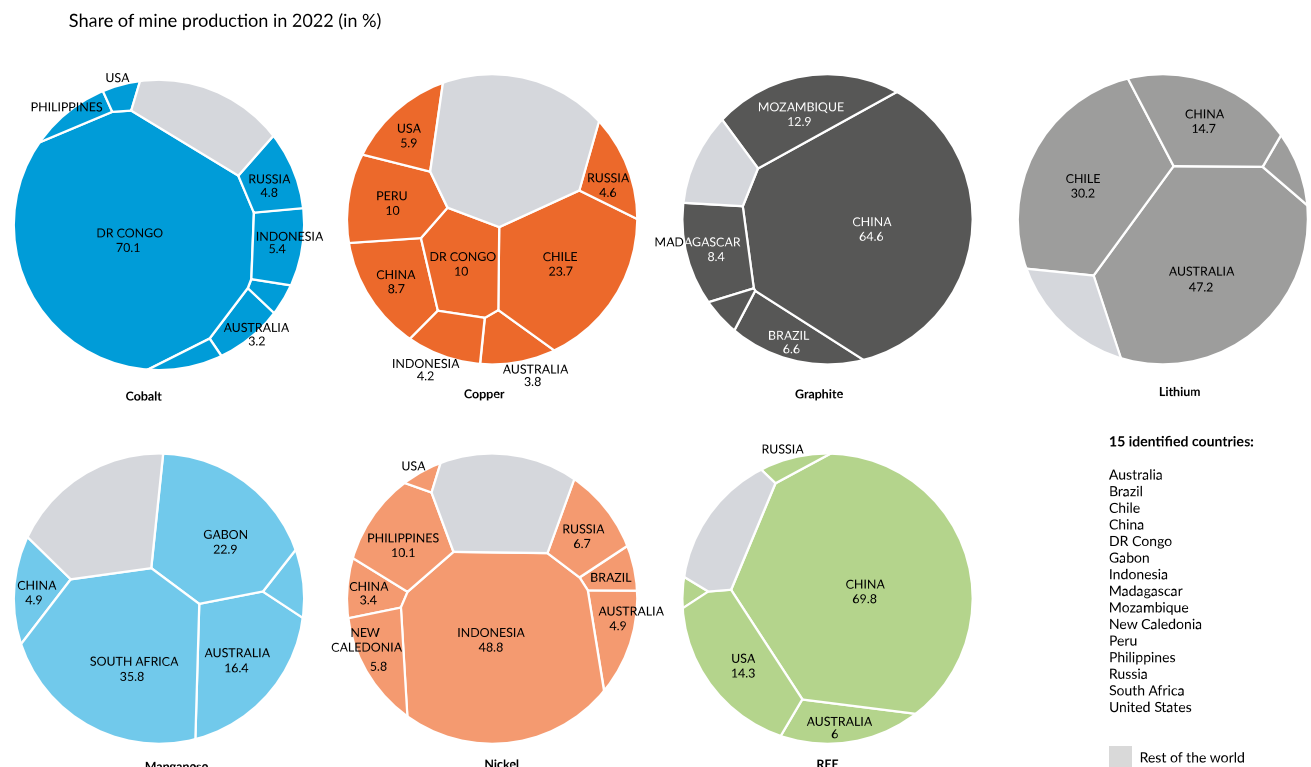 Share of mine production in 2022 (in %)
USA
PHILIPPINES
DR CONGO
70.1
RUSSIA
4.8
INDONESIA
5.4
AUSTRALIA
3.2
Cobalt
USA
5.9
RUSSIA
4.6
PERU
10
DR CONGO
10
CHILE
23.7
CHINA
8.7
INDONESIA
4.2
AUSTRALIA
3.8
Copper
MOZAMBIQUE
12.9
CHINA
64.6
MADAGASCAR
8.4
BRAZIL
6.6
Graphite
CHINA
14.7
CHILE
30.2
AUSTRALIA
47.2
Lithium
GABON
22.9
CHINA
4.9
SOUTH AFRICA
35.8
AUSTRALIA
16.4
Manganese
USA
PHILIPPINES
10.1
RUSSIA
6.7
BRAZIL
CHINA
3.4
AUSTRALIA
4.9
NEW
CALEDONIA
5.8
INDONESIA
48.8
Nickel
RUSSIA
CHINA
69.8
USA
14.3
AUSTRALIA
6
REE
15 identified countries:
Australia
Brazil
Chile
China
DR Congo
Gabon
Indonesia
Madagascar
Mozambique
New Caledonia
Peru
Philippines
Russia
South Africa
United States
Rest of the world